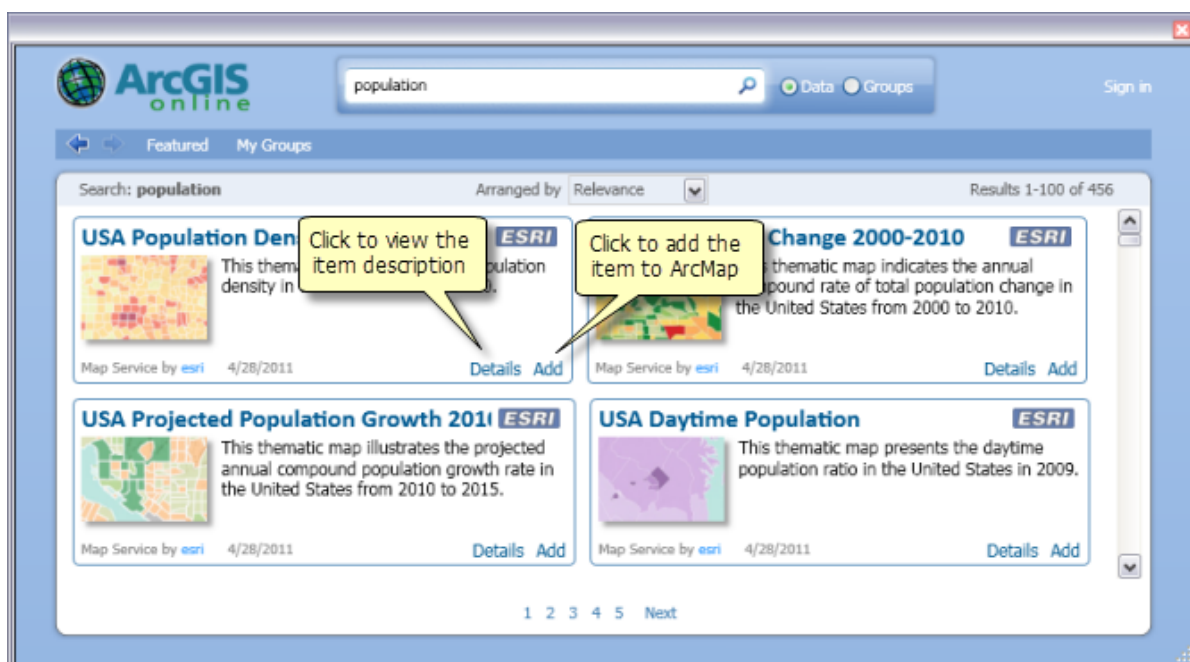 ArcGIS
online
population
Data
Groups
Sign in
Featured
My Groups
Search: population
Arranged by
Relevance
Results 1-100 of 456
USA Population Den
ESRI
This them
pulation
density in
0.
Map Service by esri
4/28/2011
Details
Add
Click to view the
item description
Click to add the
item to ArcMap
Change 2000-2010
ESRI
thematic map indicates the annual
pound rate of total population change in
the United States from 2000 to 2010.
Map Service by esri
4/28/2011
Details
Add
USA Projected Population Growth 201
ESRI
This thematic map illustrates the projected
annual compound population growth rate in
the United States from 2010 to 2015.
Map Service by esri
4/28/2011
Details
Add
USA Daytime Population
ESRI
This thematic map presents the daytime
population ratio in the United States in 2009.
Map Service by esri
4/28/2011
Details
Add
1 2 3 4 5 Next